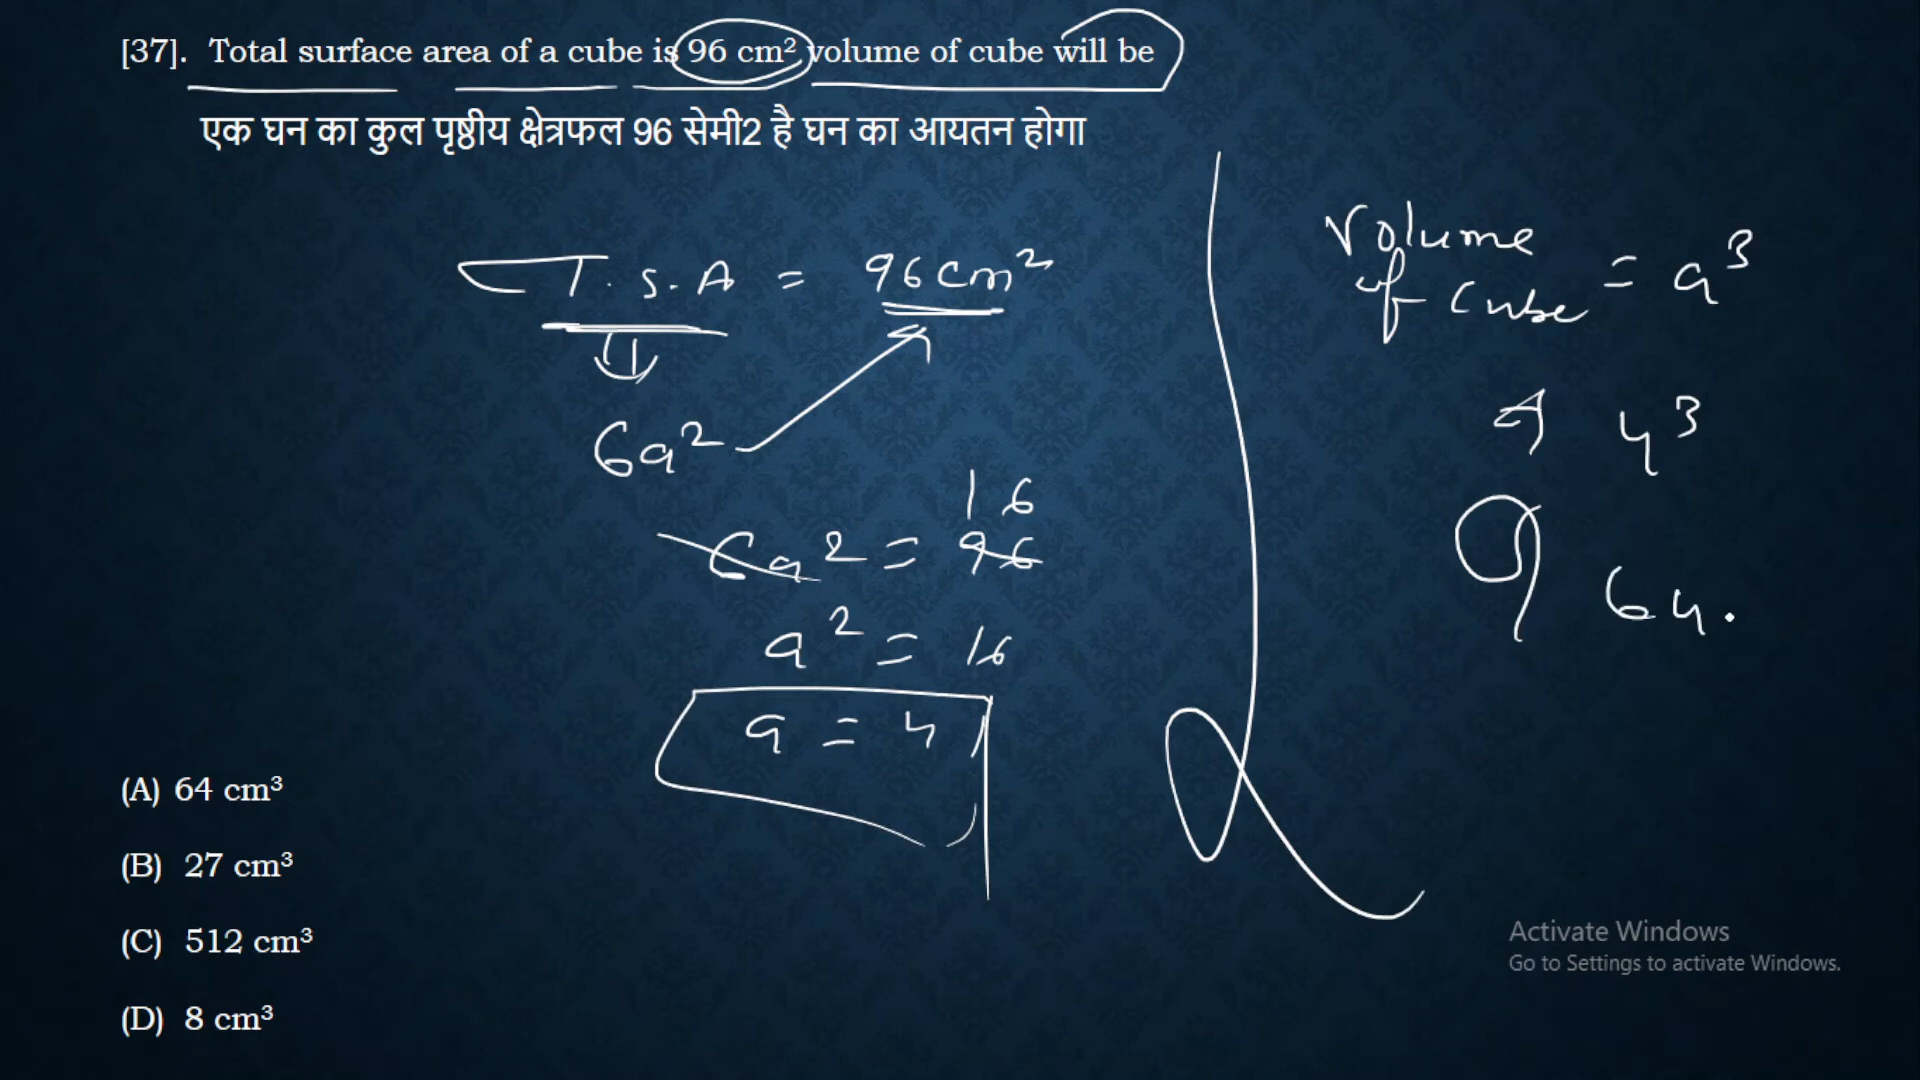 [37]. Total surface area of a cube is 96 cm² volume of cube will be
एक घन का कुल पृष्ठीय क्षेत्रफल 96 सेमी2 है घन का आयतन होगा
T.S.A = 96cm²
6a²
16
6a² = 96
a² = 16
a = 4
Volume
of Cube = a³
4³
64.
(A) 64 cm³
(B) 27 cm³
(C) 512 cm³
(D) 8 cm³
Activate Windows
Go to Settings to activate Windows.